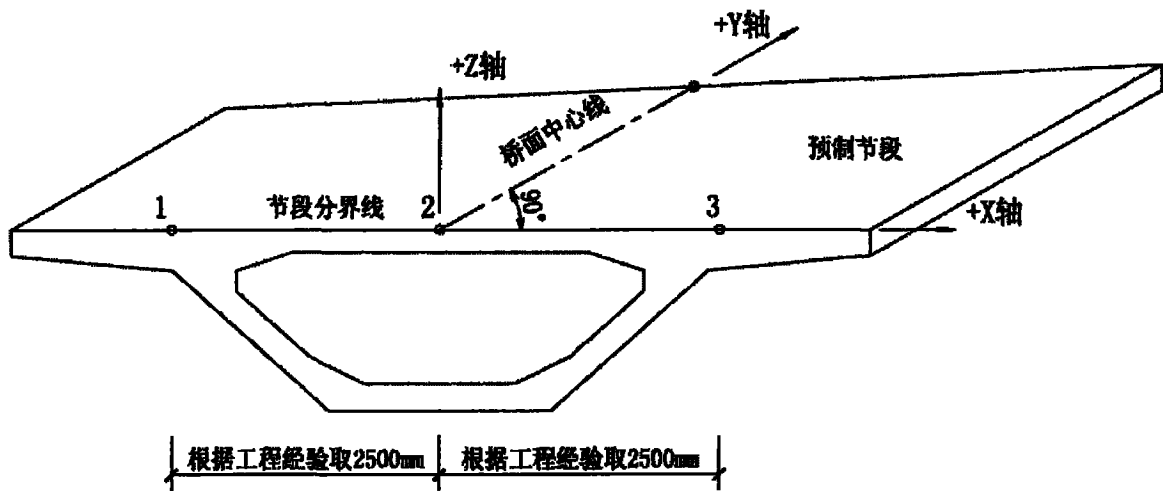 +Y轴
+Z轴
桥面中心线
预制节段
90°
1
节段分界线
2
3
+X轴
根据工程经验取2500mm
根据工程经验取2500mm